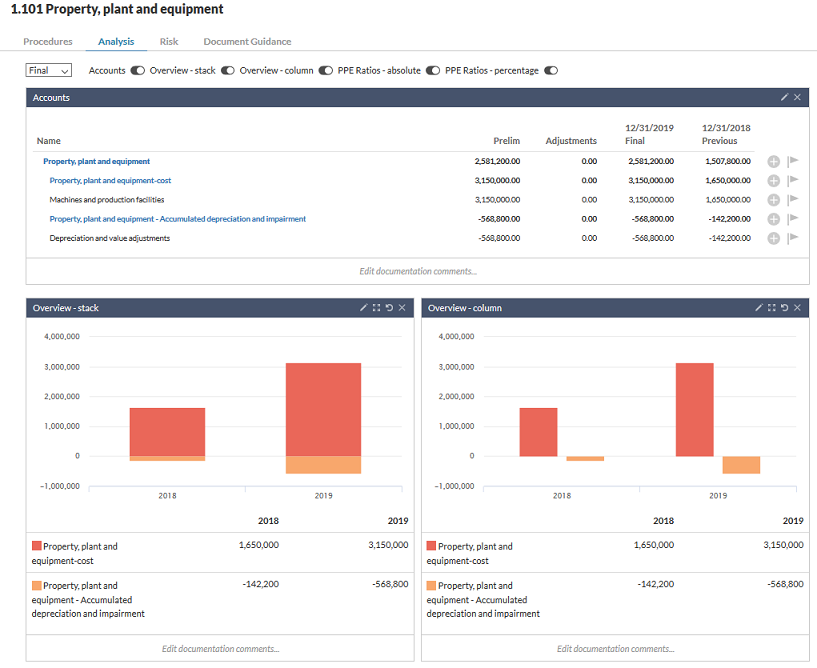 1.101 Property, plant and equipment
Procedures Analysis Risk Document Guidance
Final Accounts Overview - stack Overview - column PPE Ratios - absolute PPE Ratios - percentage
Accounts
12/31/2019 12/31/2018
Name Prelim Adjustments Final Previous
Property, plant and equipment 2,581,200.00 0.00 2,581,200.00 1,507,800.00
Property, plant and equipment-cost 3,150,000.00 0.00 3,150,000.00 1,650,000.00
Machines and production facilities 3,150,000.00 0.00 3,150,000.00 1,650,000.00
Property, plant and equipment - Accumulated depreciation and impairment -568,800.00 0.00 -568,800.00 -142,200.00
Depreciation and value adjustments -568,800.00 0.00 -568,800.00 -142,200.00
Edit documentation comments...
Overview - stack
4,000,000
3,000,000
2,000,000
1,000,000
0
-1,000,000
2018 2019
2018 2019
Property, plant and 1,650,000 3,150,000
equipment-cost
Property, plant and -142,200 -568,800
equipment - Accumulated
depreciation and impairment
Edit documentation comments...
Overview - column
4,000,000
3,000,000
2,000,000
1,000,000
0
-1,000,000
2018 2019
2018 2019
Property, plant and 1,650,000 3,150,000
equipment-cost
Property, plant and -142,200 -568,800
equipment - Accumulated
depreciation and impairment
Edit documentation comments...